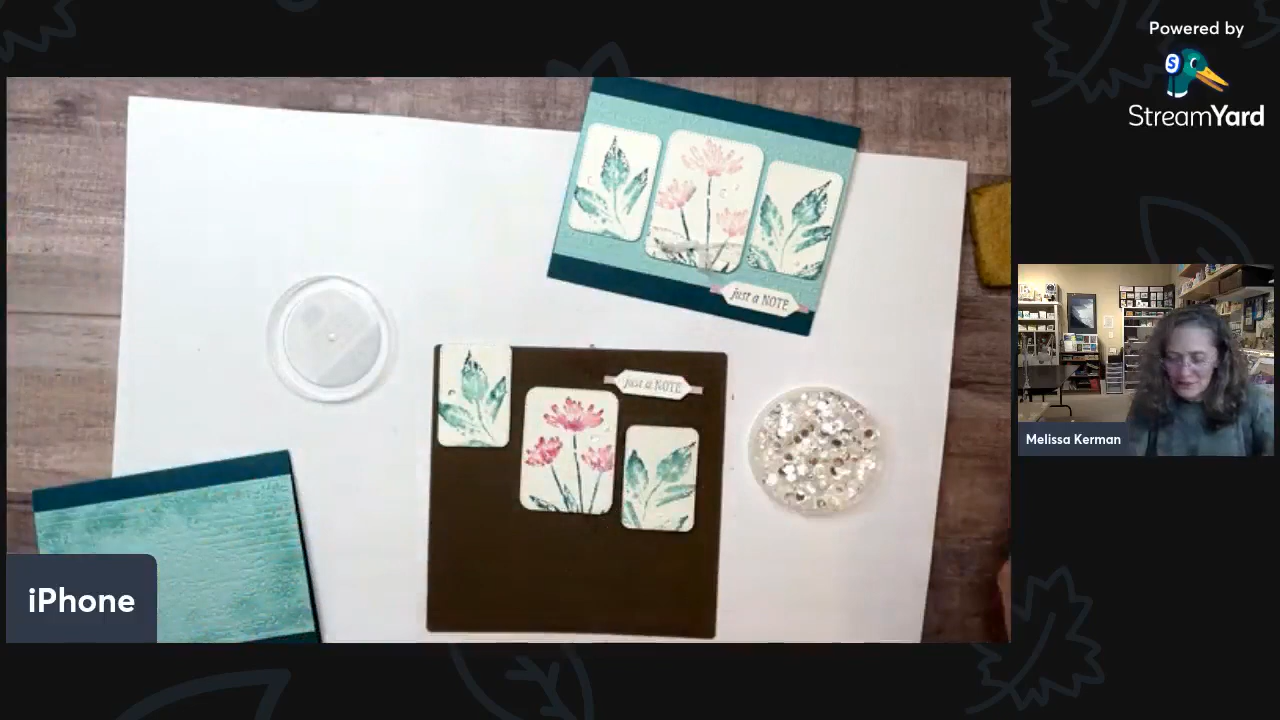 Powered by
S
StreamYard
just a NOTE
just a NOTE
Melissa Kerman
iPhone